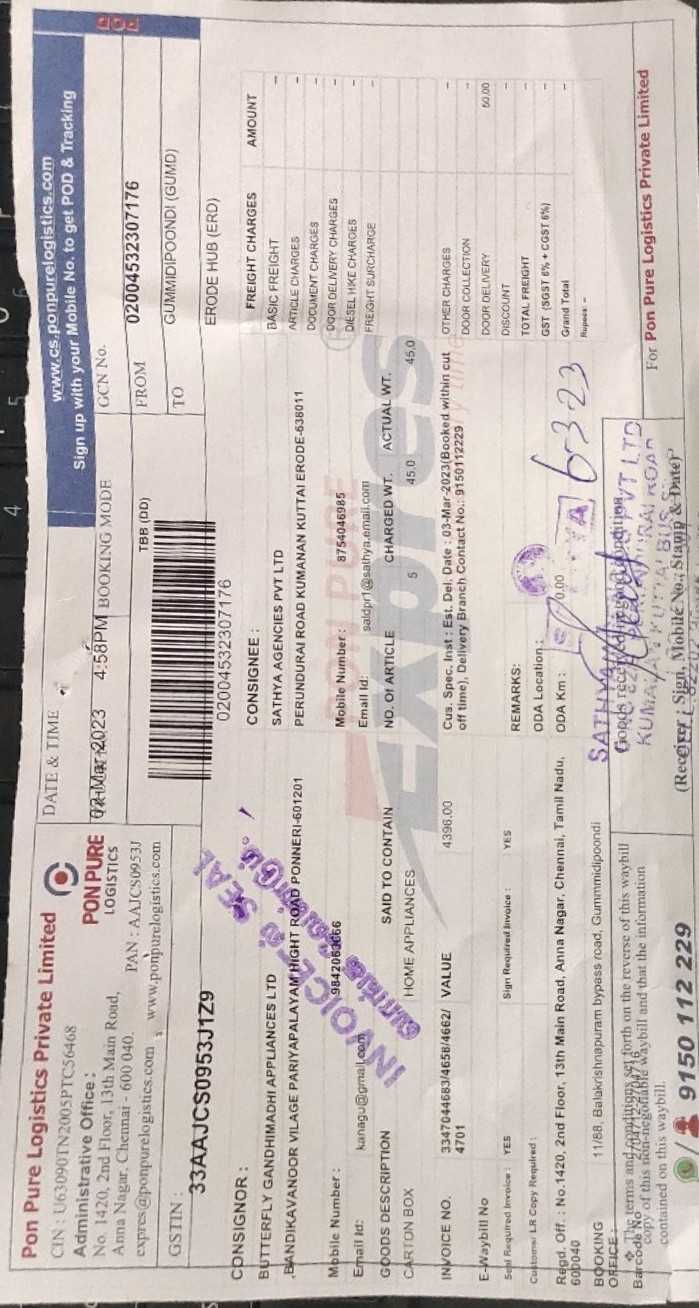 Pon Pure Logistics Private Limited
CIN : U63090TN2005PTC56468
Administrative Office :
No. 1420, 2nd Floor, 13th Main Road,
Anna Nagar, Chennai - 600 040.
PAN : AAJCS0953J
expres@ponpurelogistics.com , www.ponpurelogistics.com
PON PURE
LOGISTICS
GSTIN :
33AAJCS0953J1Z9
POD
www.cs.ponpurelogistics.com
Sign up with your Mobile No. to get POD & Tracking
DATE & TIME
02-Mar-2023 4:58PM
BOOKING MODE
TBB (DD)
GCN No.
02004532307176
FROM
GUMMIDIPOONDI (GUMD)
TO
ERODE HUB (ERD)
02004532307176
CONSIGNOR :
BUTTERFLY GANDHIMADHI APPLIANCES LTD
BANDIKAVANOOR VILAGE PARIYAPALAYAM HIGHT ROAD PONNERI-601201
Mobile Number :
Email Id: kanagu@gmail.com
CONSIGNEE :
SATHYA AGENCIES PVT LTD
PERUNDURAI ROAD KUMANAN KUTTAI ERODE-638011
Mobile Number : 8754046985
Email Id: saldpr1@sathya.email.com
FREIGHT CHARGES AMOUNT
BASIC FREIGHT –
ARTICLE CHARGES –
DOCUMENT CHARGES –
DOOR DELIVERY CHARGES –
DIESEL HIKE CHARGES –
FREIGHT SURCHARGE –
OTHER CHARGES –
DOOR COLLECTION –
DOOR DELIVERY 50.00
DISCOUNT –
TOTAL FREIGHT –
GST (SGST 6% + CGST 6%) –
Grand Total –
Rupees: –
GOODS DESCRIPTION SAID TO CONTAIN NO. Of ARTICLE CHARGED WT. ACTUAL WT.
CARTON BOX HOME APPLIANCES 5 45.0 45.0
PON PURE
Expres
INVOICE NO. 3347044683/4658/4662/
4701
VALUE 4396.00
Cus. Spec. Inst : Est. Del. Date : 03-Mar-2023(Booked within cut
off time), Delivery Branch Contact No.: 9150112229
E-Waybill No
Seal Required Invoice : YES Sign Required Invoice : YES
REMARKS:
Customer LR Copy Required :
ODA Location :
ODA Km : 0.00
INVOICE SEAL
Regd. Off. : No.1420, 2nd Floor, 13th Main Road, Anna Nagar, Chennai, Tamil Nadu,
600040
BOOKING OFFICE : 11/88, Balakrishnapuram bypass road, Gummmidipoondi
6323
❖ The terms and conditions set forth on the reverse of this waybill
copy of this non-negotiable waybill and that the information
contained on this waybill.
Barcode No
Goods received in good condition
(Receiver : Sign, Mobile No.; Stamp & Date)
For Pon Pure Logistics Private Limited
9150 112 229